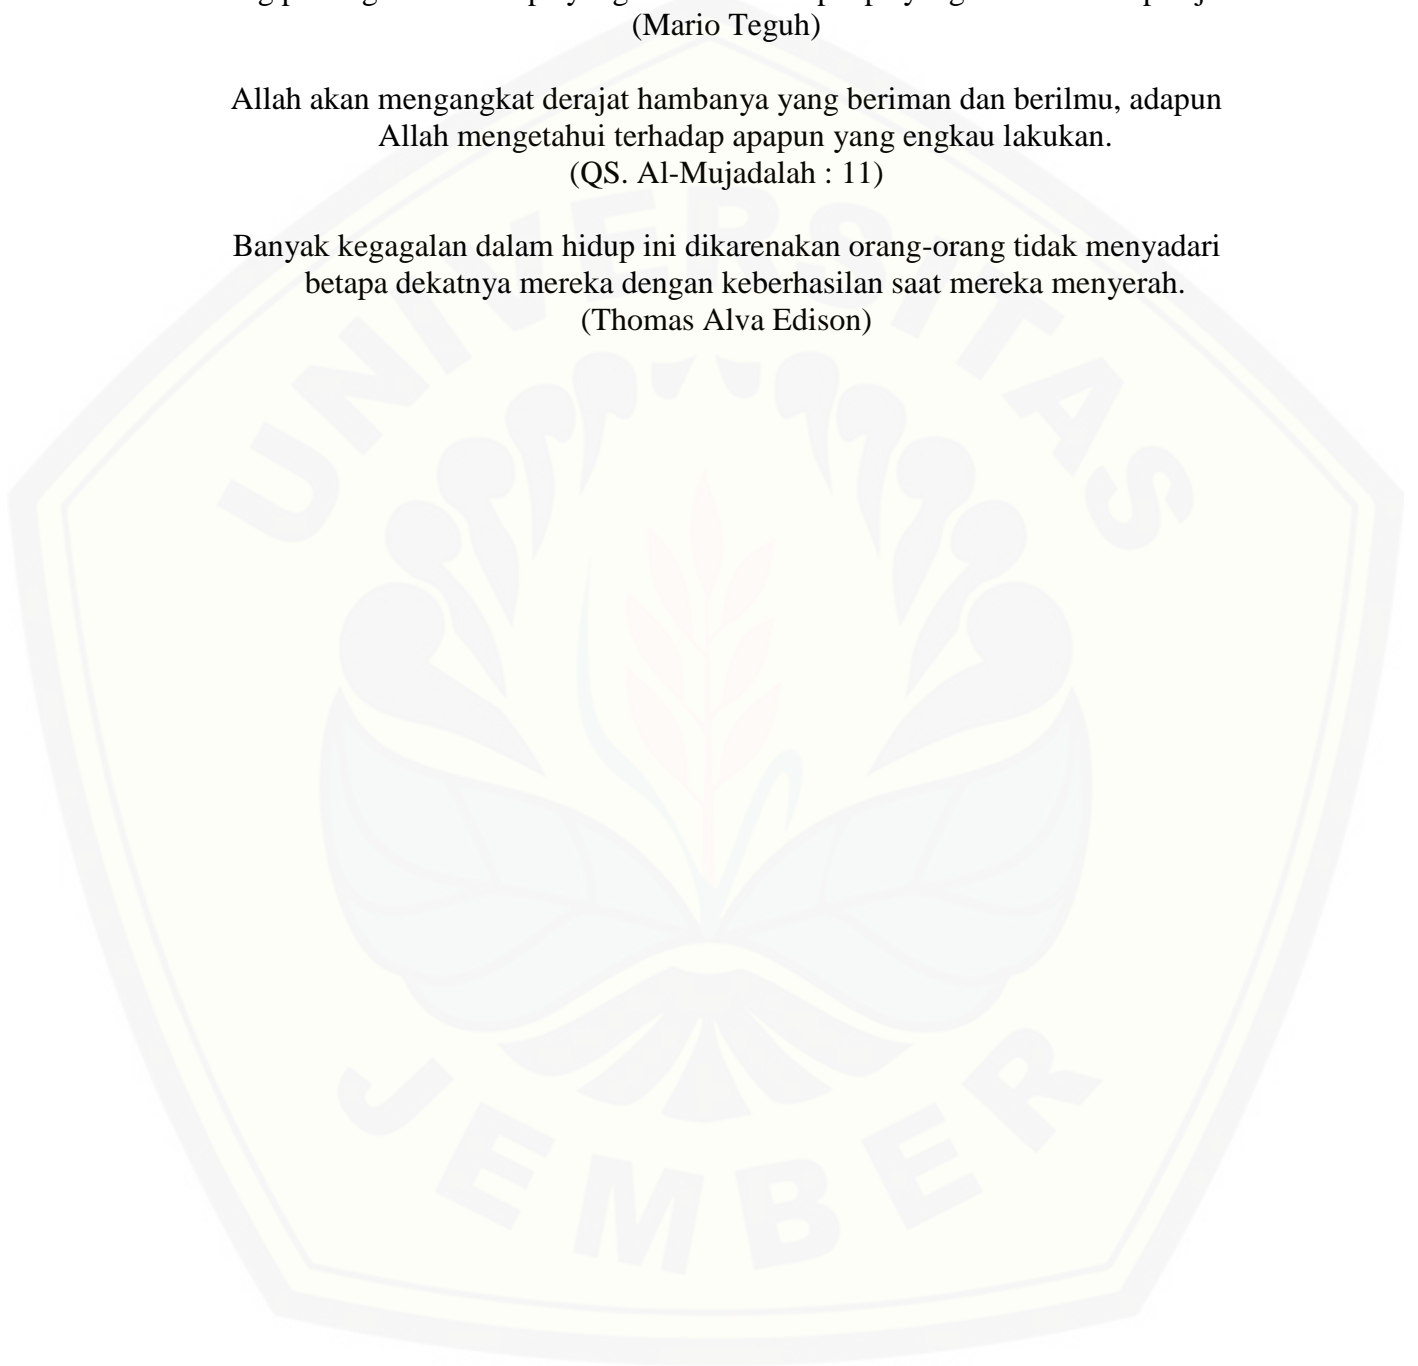 (Mario Teguh)
Allah akan mengangkat derajat hambanya yang beriman dan berilmu, adapun
Allah mengetahui terhadap apapun yang engkau lakukan.
(QS. Al-Mujadalah : 11)
Banyak kegagalan dalam hidup ini dikarenakan orang-orang tidak menyadari
betapa dekatnya mereka dengan keberhasilan saat mereka menyerah.
(Thomas Alva Edison)
UNIVERSITAS
JEMBER